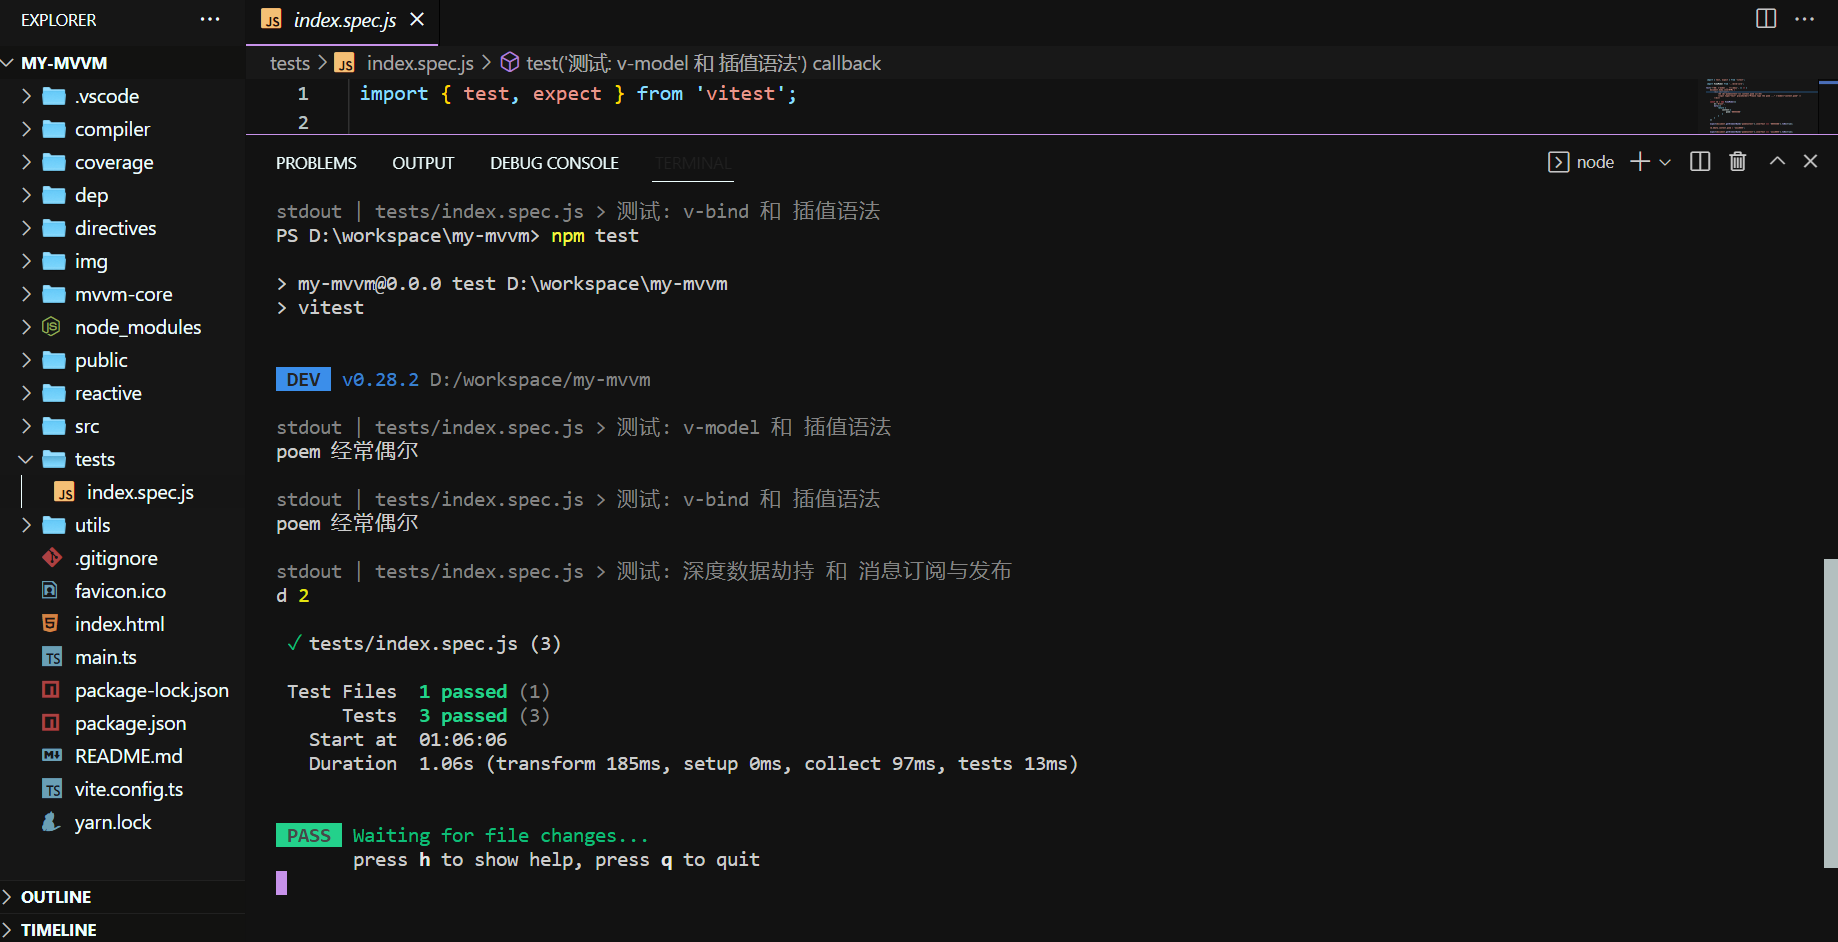 EXPLORER
MY-MVVM
.vscode
compiler
coverage
dep
directives
img
mvvm-core
node_modules
public
reactive
src
tests
index.spec.js
utils
.gitignore
favicon.ico
index.html
main.ts
package-lock.json
package.json
README.md
vite.config.ts
yarn.lock
OUTLINE
TIMELINE
JS index.spec.js
tests > JS index.spec.js > test('测试: v-model 和 插值语法') callback
1 import { test, expect } from 'vitest';
2
PROBLEMS OUTPUT DEBUG CONSOLE TERMINAL
node
stdout | tests/index.spec.js > 测试: v-bind 和 插值语法
PS D:\workspace\my-mvvm> npm test
> my-mvvm@0.0.0 test D:\workspace\my-mvvm
> vitest
DEV v0.28.2 D:/workspace/my-mvvm
stdout | tests/index.spec.js > 测试: v-model 和 插值语法
poem 经常偶尔
stdout | tests/index.spec.js > 测试: v-bind 和 插值语法
poem 经常偶尔
stdout | tests/index.spec.js > 测试: 深度数据劫持 和 消息订阅与发布
d 2
✓ tests/index.spec.js (3)
Test Files 1 passed (1)
Tests 3 passed (3)
Start at 01:06:06
Duration 1.06s (transform 185ms, setup 0ms, collect 97ms, tests 13ms)
PASS Waiting for file changes...
press h to show help, press q to quit